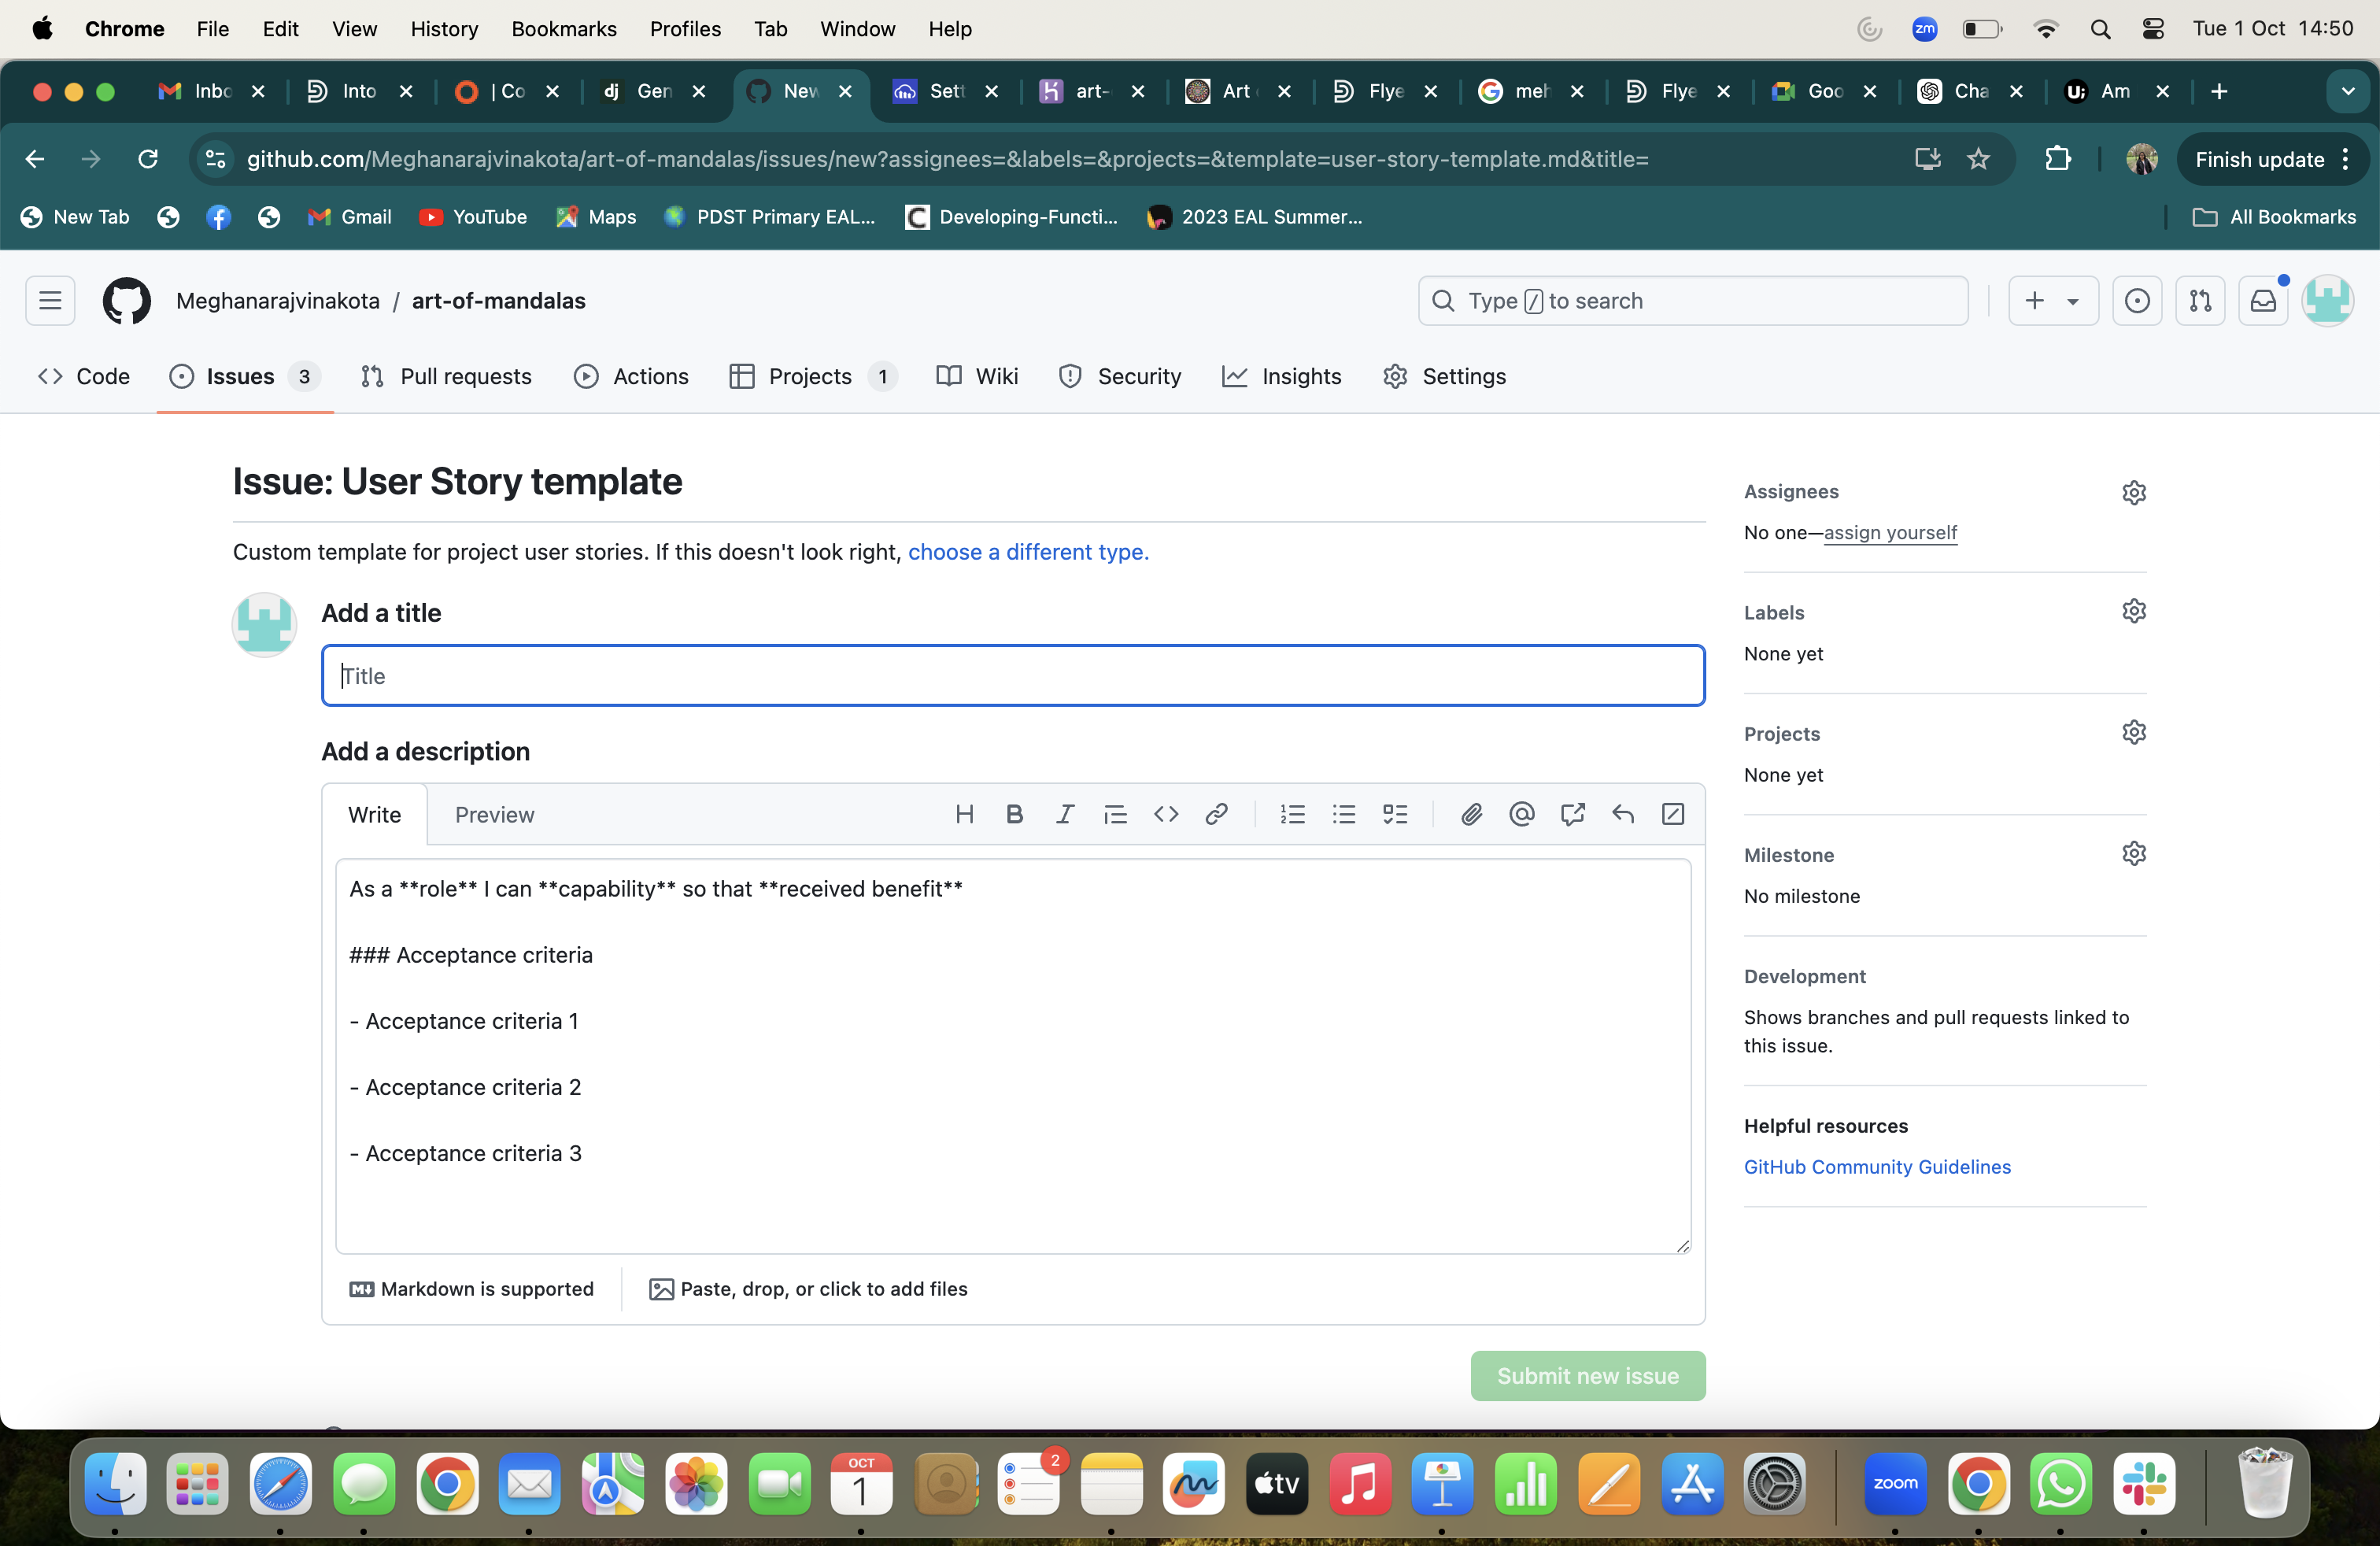 Chrome File Edit View History Bookmarks Profiles Tab Window Help
zm
Tue 1 Oct 14:50
Inbo Into | Co dj Gen New Sett art- Art Flye meh Flye Goo Cha U; Am
github.com/Meghanarajvinakota/art-of-mandalas/issues/new?assignees=&labels=&projects=&template=user-story-template.md&title=
Finish update
New Tab Gmail YouTube Maps PDST Primary EAL... Developing-Functi... 2023 EAL Summer... All Bookmarks
Meghanarajvinakota / art-of-mandalas
Type / to search
Code Issues 3 Pull requests Actions Projects 1 Wiki Security Insights Settings
Issue: User Story template
Custom template for project user stories. If this doesn't look right, choose a different type.
Add a title
Title
Add a description
Write Preview
As a **role** I can **capability** so that **received benefit**
### Acceptance criteria
- Acceptance criteria 1
- Acceptance criteria 2
- Acceptance criteria 3
Markdown is supported
Paste, drop, or click to add files
Submit new issue
Assignees
No one—assign yourself
Labels
None yet
Projects
None yet
Milestone
No milestone
Development
Shows branches and pull requests linked to
this issue.
Helpful resources
GitHub Community Guidelines
OCT
1
2
tv
zoom